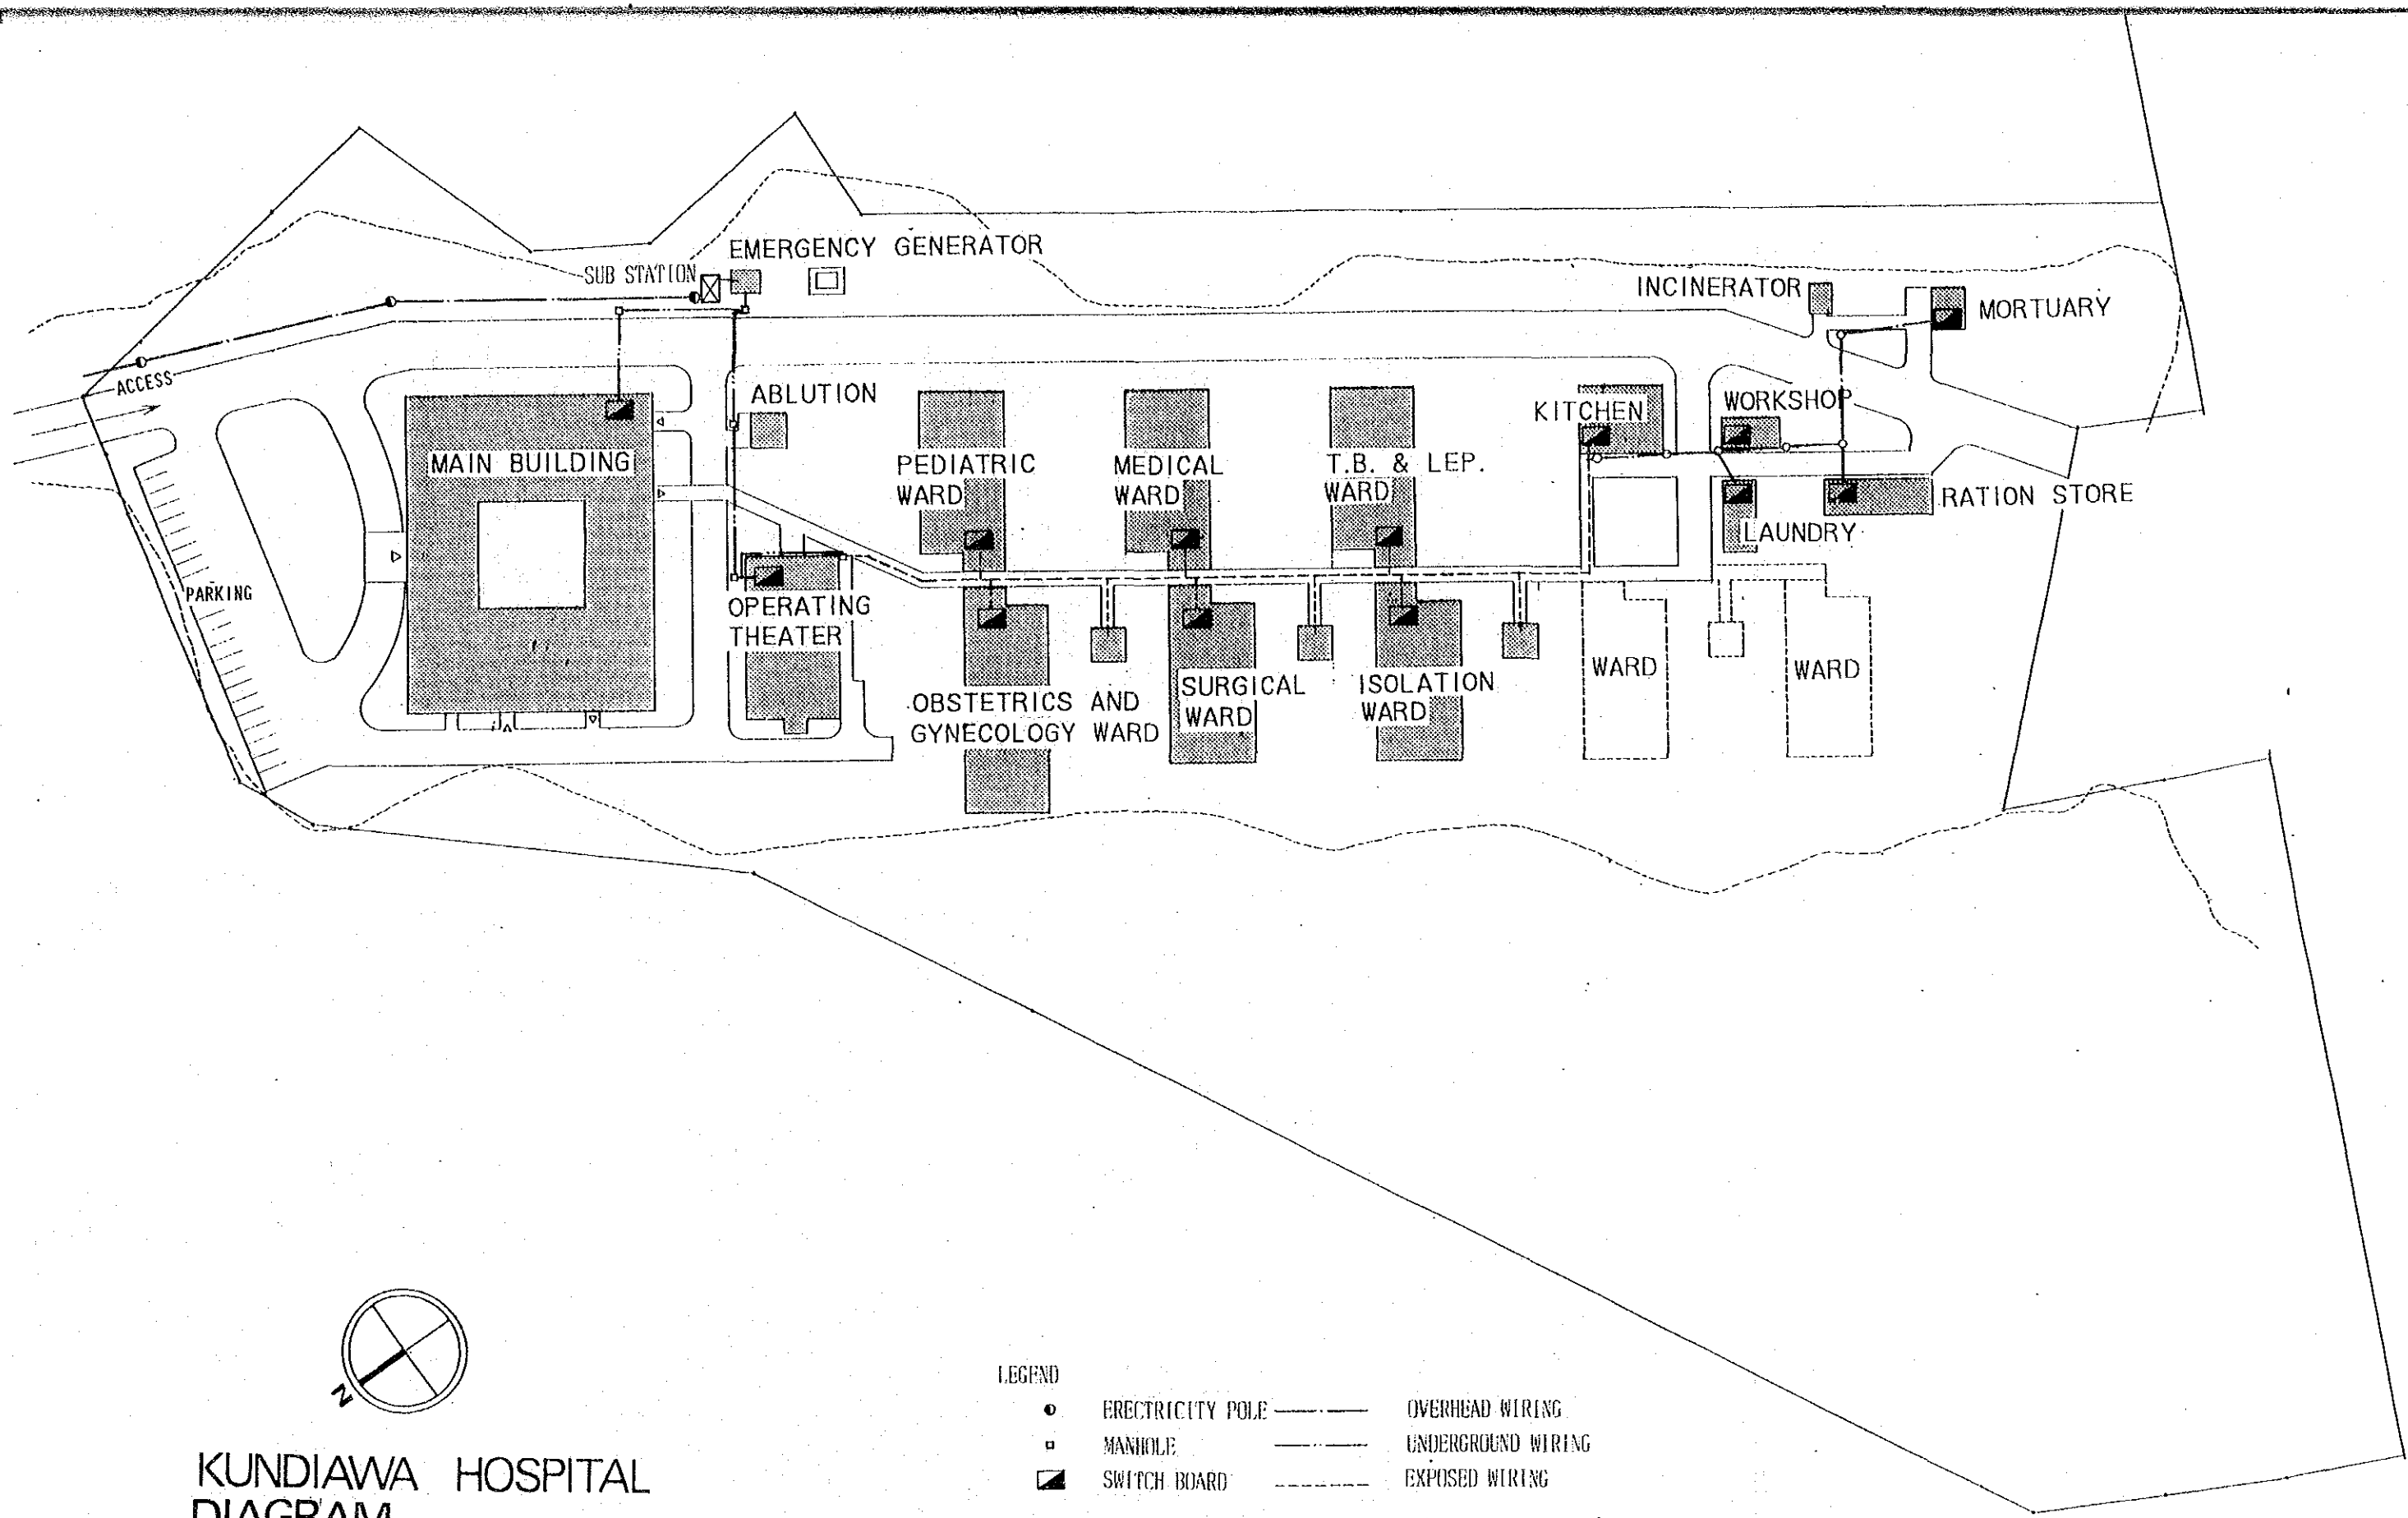 EMERGENCY GENERATOR
SUB STATION
INCINERATOR
MORTUARY
ACCESS
ABLUTION
KITCHEN
WORKSHOP
MAIN BUILDING
PEDIATRIC
WARD
MEDICAL
WARD
T.B. & LEP.
WARD
RATION STORE
LAUNDRY
PARKING
OPERATING
THEATER
OBSTETRICS AND
GYNECOLOGY WARD
SURGICAL
WARD
ISOLATION
WARD
WARD
WARD
N
LEGEND
ERECTRICITY POLE
OVERHEAD WIRING
MANHOLE
UNDERGROUND WIRING
SWITCH BOARD
EXPOSED WIRING
KUNDIAWA HOSPITAL
DIAGRAM